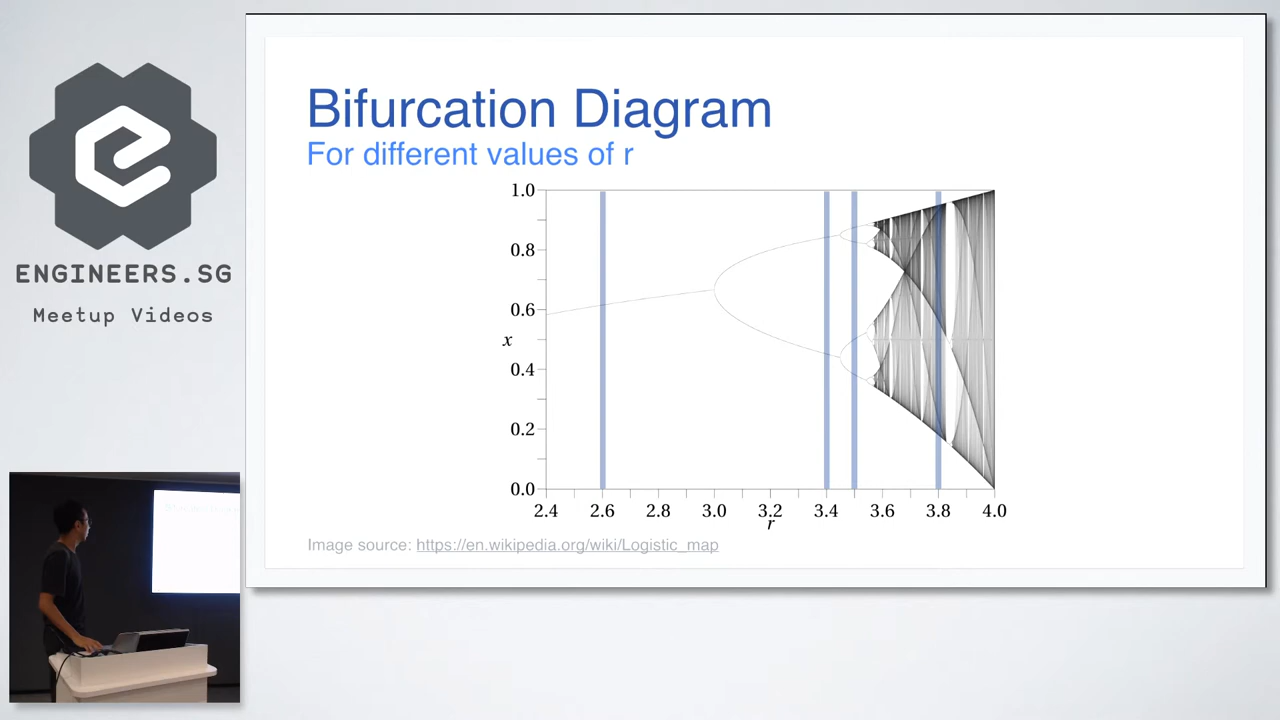 ENGINEERS.SG
Meetup Videos
Bifurcation Diagram
For different values of r
1.0
0.8
0.6
x
0.4
0.2
0.0
2.4 2.6 2.8 3.0 3.2 3.4 3.6 3.8 4.0
r
Image source: https://en.wikipedia.org/wiki/Logistic_map